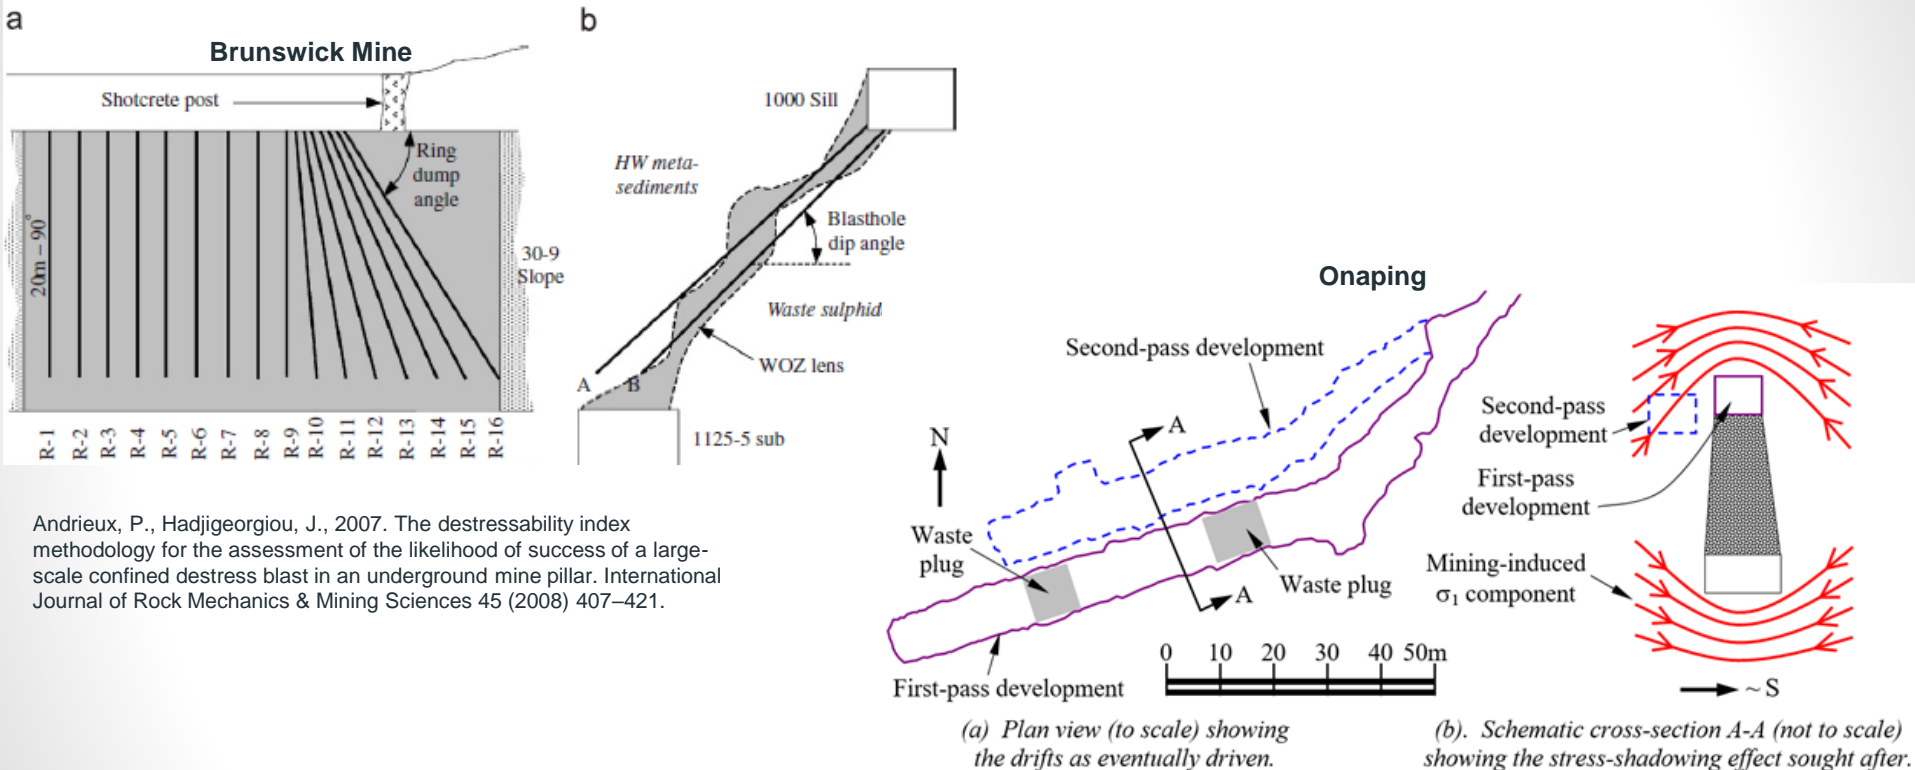 a
Brunswick Mine
Shotcrete post
Ring
dump
angle
20m – 90°
30-9
Slope
R-1
R-2
R-3
R-4
R-5
R-6
R-7
R-8
R-9
R-10
R-11
R-12
R-13
R-14
R-15
R-16
b
1000 Sill
HW meta-
sediments
Blasthole
dip angle
Waste sulphid
WOZ lens
A
B
1125-5 sub
Andrieux, P., Hadjigeorgiou, J., 2007. The destressability index
methodology for the assessment of the likelihood of success of a large-
scale confined destress blast in an underground mine pillar. International
Journal of Rock Mechanics & Mining Sciences 45 (2008) 407–421.
Onaping
Second-pass development
N
A
A
Waste
plug
Waste plug
First-pass development
0 10 20 30 40 50m
(a) Plan view (to scale) showing
the drifts as eventually driven.
Second-pass
development
First-pass
development
Mining-induced
σ1 component
~ S
(b). Schematic cross-section A-A (not to scale)
showing the stress-shadowing effect sought after.